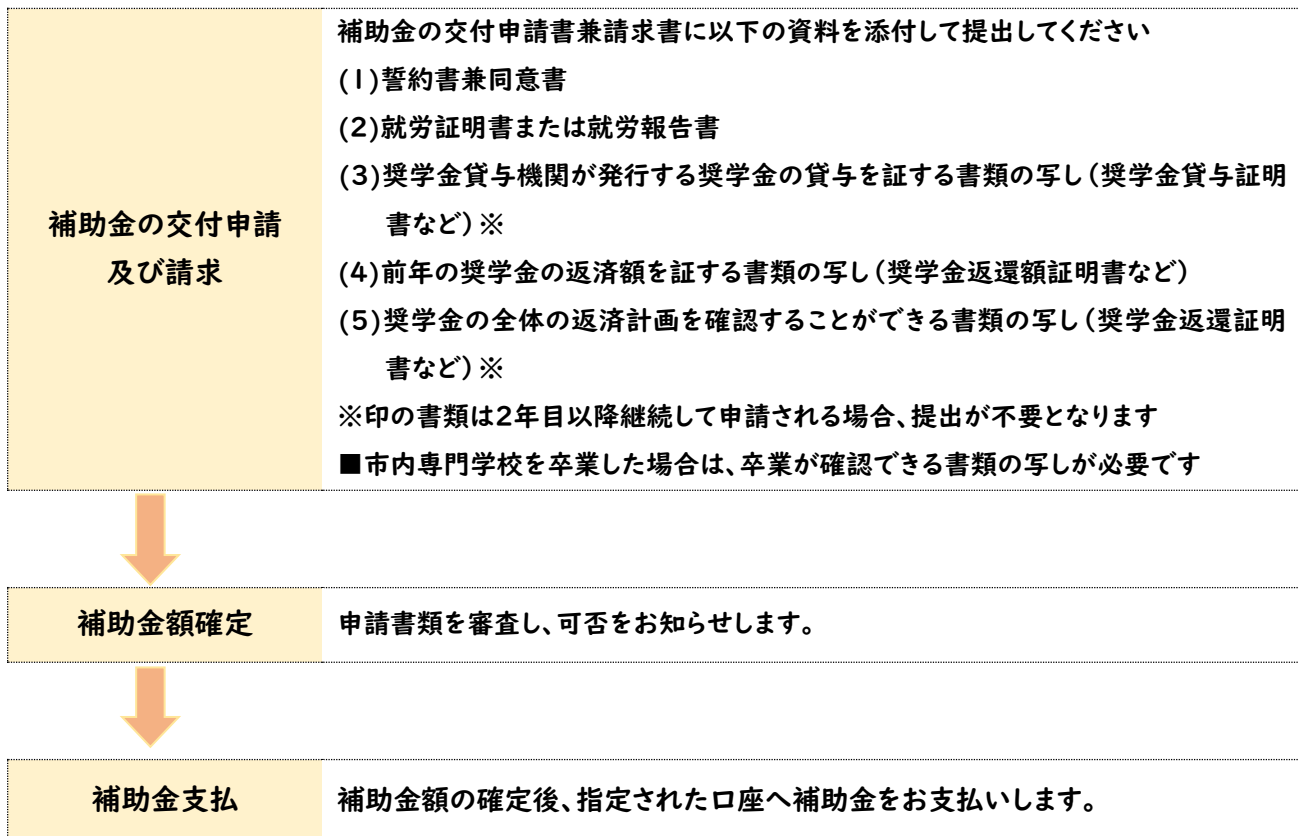 補助金の交付申請
及び請求
補助金の交付申請書兼請求書に以下の資料を添付して提出してください
(1)誓約書兼同意書
(2)就労証明書または就労報告書
(3)奨学金貸与機関が発行する奨学金の貸与を証する書類の写し(奨学金貸与証明
書など)※
(4)前年の奨学金の返済額を証する書類の写し(奨学金返還額証明書など)
(5)奨学金の全体の返済計画を確認することができる書類の写し(奨学金返還証明
書など)※
※印の書類は2年目以降継続して申請される場合、提出が不要となります
■市内専門学校を卒業した場合は、卒業が確認できる書類の写しが必要です
補助金額確定
申請書類を審査し、可否をお知らせします。
補助金支払
補助金額の確定後、指定された口座へ補助金をお支払いします。